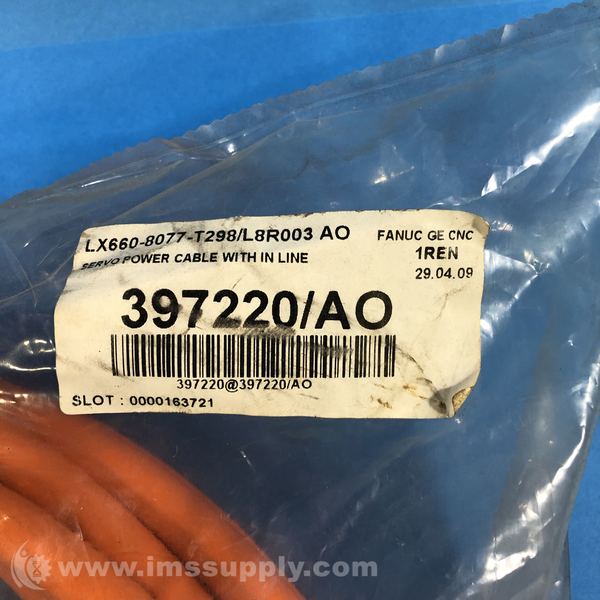 LX660-8077-T298/L8R003 AO
FANUC GE CNC
SERVO POWER CABLE WITH IN LINE
1REN
29.04.09
397220/AO
397220@397220/AO
SLOT : 0000163721
www.imssupply.com